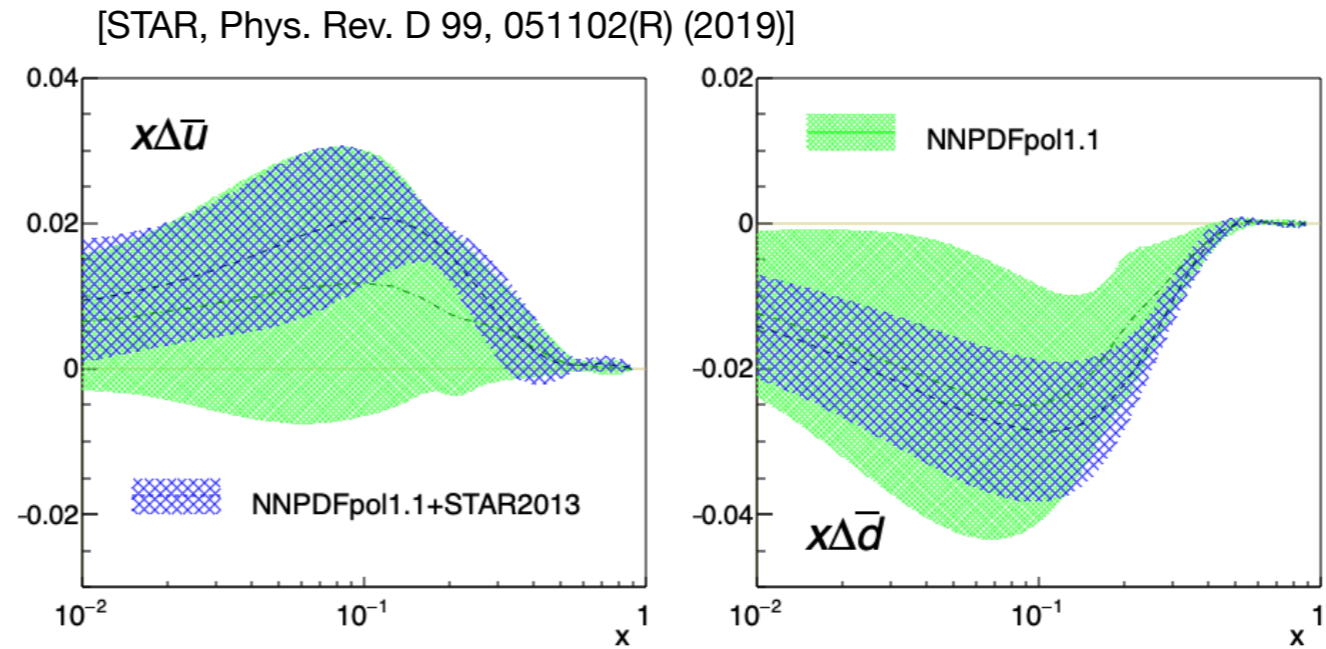 [STAR, Phys. Rev. D 99, 051102(R) (2019)]
0.04
0.02
0
-0.02
xΔu̅
NNPDFpol1.1+STAR2013
10⁻²
10⁻¹
1
x
0.02
0
-0.02
-0.04
NNPDFpol1.1
xΔd̅
10⁻²
10⁻¹
1
x